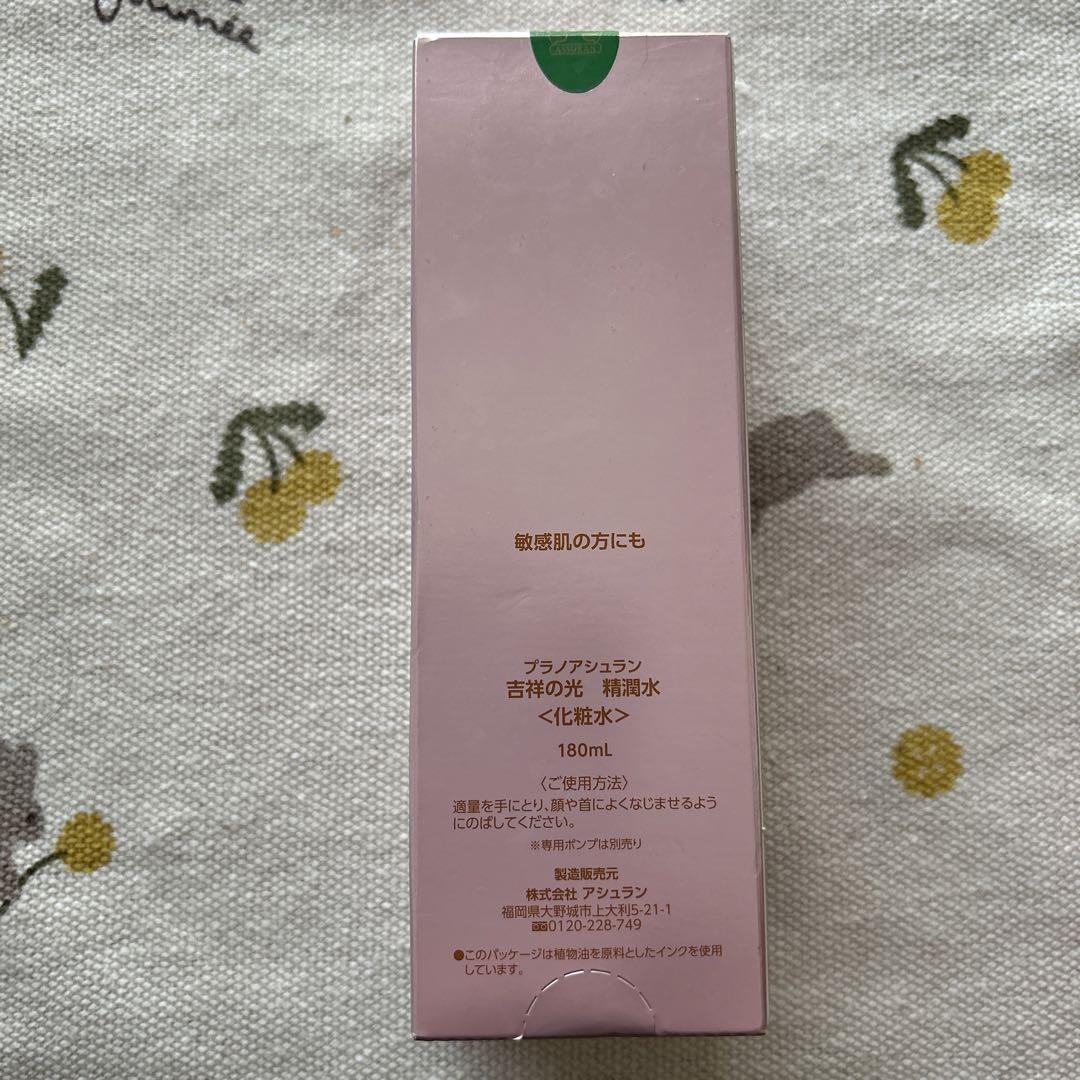 ournée
ASSURAN
敏感肌の方にも
プラノアシュラン
吉祥の光　精潤水
＜化粧水＞
180mL
〈ご使用方法〉
適量を手にとり、顔や首によくなじませるよう
にのばしてください。
※専用ポンプは別売り
製造販売元
株式会社 アシュラン
福岡県大野城市上大利5-21-1
0120-228-749
●このパッケージは植物油を原料としたインクを使用
しています。